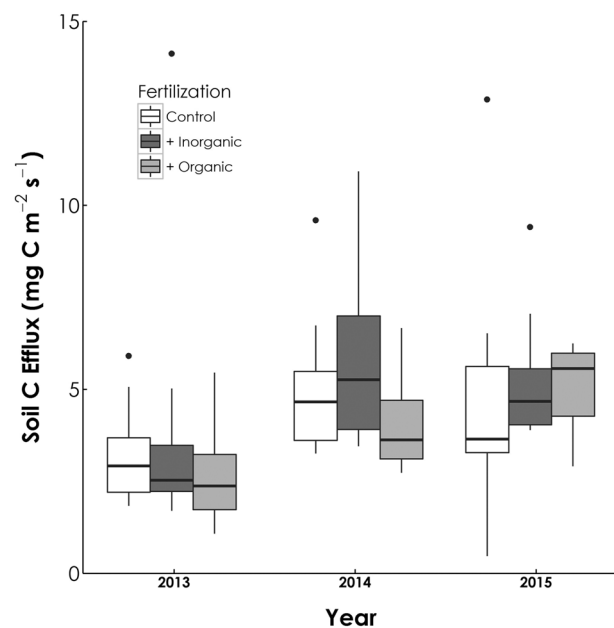 15
Fertilization
Control
+ Inorganic
+ Organic
10
5
0
Soil C Efflux (mg C m⁻² s⁻¹)
2013
2014
2015
Year